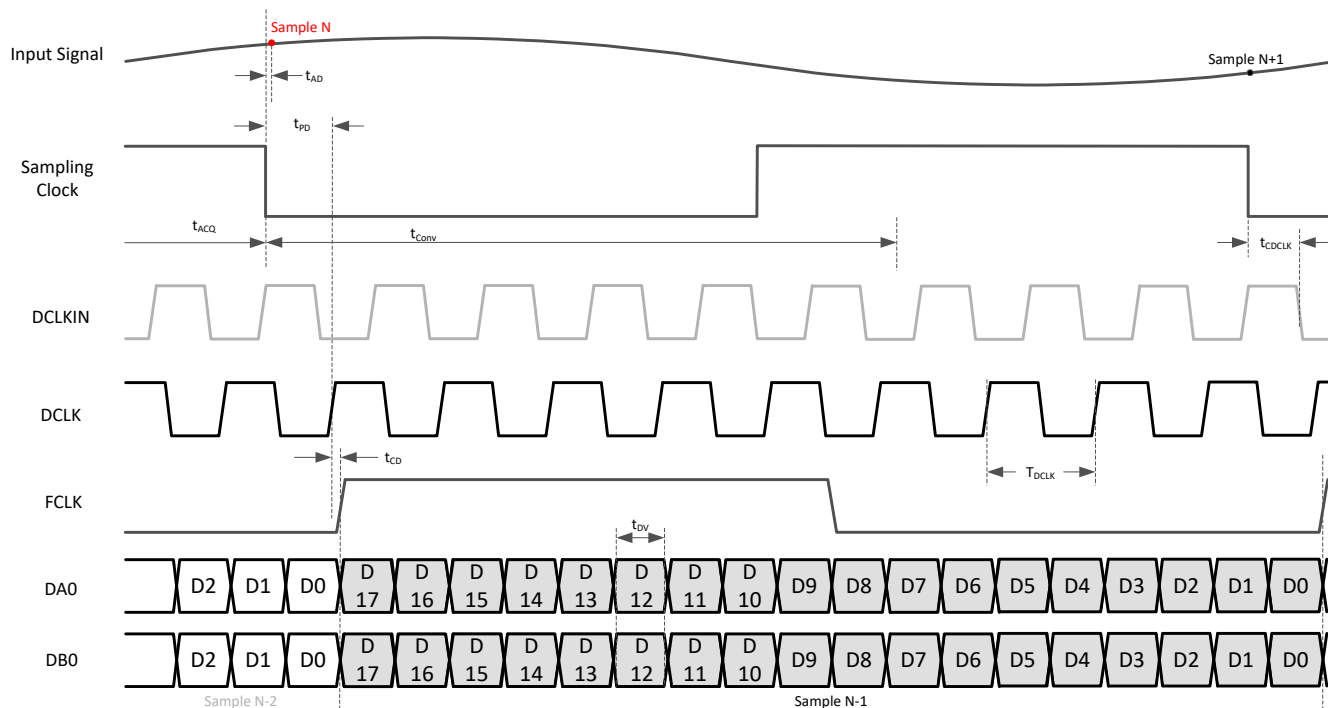 Sample N
Input Signal
Sample N+1
tAD
tPD
Sampling
Clock
tACQ
tConv
tCDCLK
DCLKIN
DCLK
tCD
TDCLK
FCLK
tDV
DA0 D2 D1 D0 D 17 D 16 D 15 D 14 D 13 D 12 D 11 D 10 D9 D8 D7 D6 D5 D4 D3 D2 D1 D0
DB0 D2 D1 D0 D 17 D 16 D 15 D 14 D 13 D 12 D 11 D 10 D9 D8 D7 D6 D5 D4 D3 D2 D1 D0
Sample N-2 Sample N-1